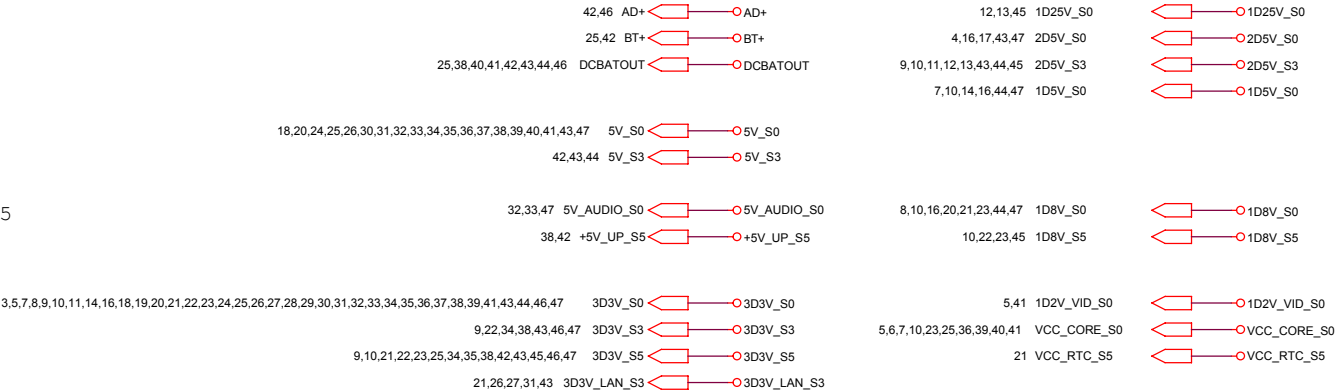 42,46 AD+ AD+ 12,13,45 1D25V_S0 1D25V_S0
25,42 BT+ BT+ 4,16,17,43,47 2D5V_S0 2D5V_S0
25,38,40,41,42,43,44,46 DCBATOUT DCBATOUT 9,10,11,12,13,43,44,45 2D5V_S3 2D5V_S3
7,10,14,16,44,47 1D5V_S0 1D5V_S0
18,20,24,25,26,30,31,32,33,34,35,36,37,38,39,40,41,43,47 5V_S0 5V_S0
42,43,44 5V_S3 5V_S3
5 32,33,47 5V_AUDIO_S0 5V_AUDIO_S0 8,10,16,20,21,23,44,47 1D8V_S0 1D8V_S0
38,42 +5V_UP_S5 +5V_UP_S5 10,22,23,45 1D8V_S5 1D8V_S5
3,5,7,8,9,10,11,14,16,18,19,20,21,22,23,24,25,26,27,28,29,30,31,32,33,34,35,36,37,38,39,41,43,44,46,47 3D3V_S0 3D3V_S0 5,41 1D2V_VID_S0 1D2V_VID_S0
9,22,34,38,43,46,47 3D3V_S3 3D3V_S3 5,6,7,10,23,25,36,39,40,41 VCC_CORE_S0 VCC_CORE_S0
9,10,21,22,23,25,34,35,38,42,43,45,46,47 3D3V_S5 3D3V_S5 21 VCC_RTC_S5 VCC_RTC_S5
21,26,27,31,43 3D3V_LAN_S3 3D3V_LAN_S3